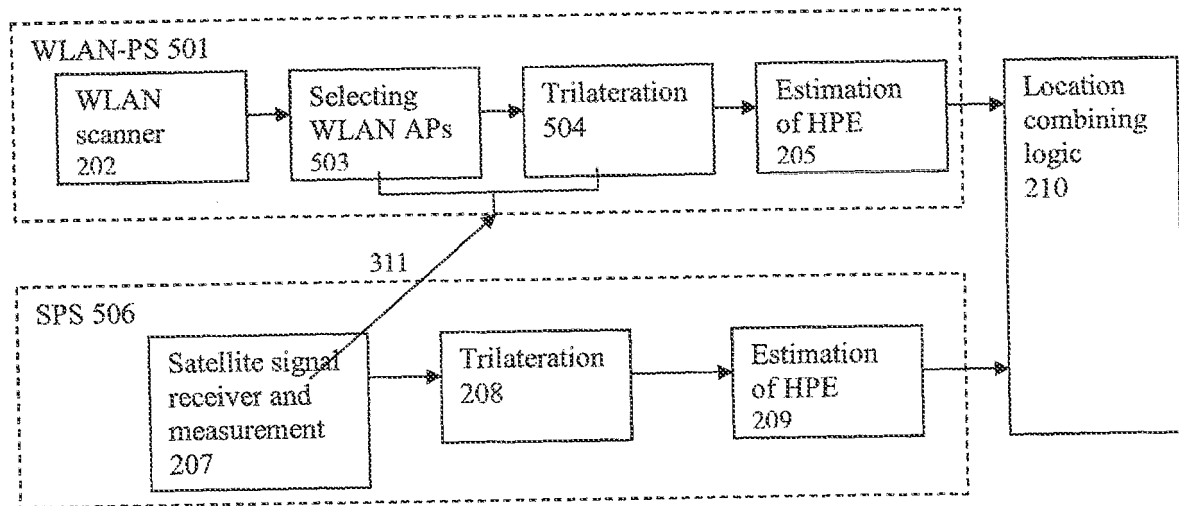 WLAN-PS 501
WLAN
scanner
202
Selecting
WLAN APs
503
Trilateration
504
Estimation
of HPE
205
Location
combining
logic
210
311
SPS 506
Satellite signal
receiver and
measurement
207
Trilateration
208
Estimation
of HPE
209